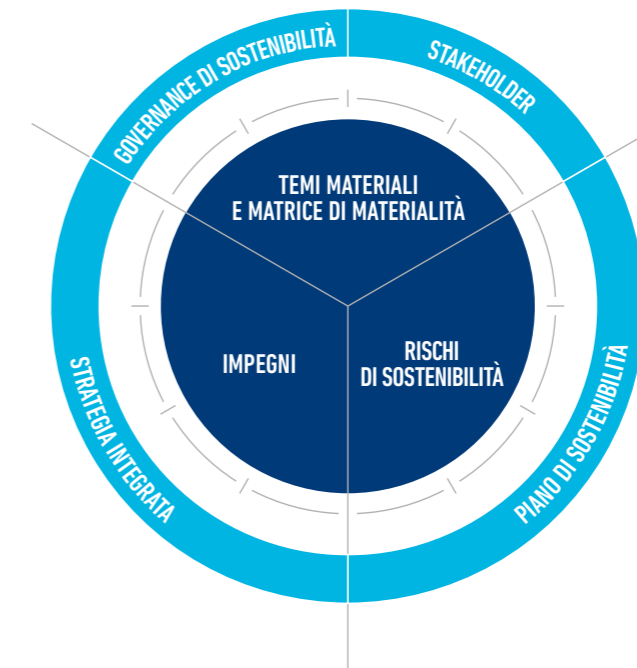 GOVERNANCE DI SOSTENIBILITÀ
STAKEHOLDER
TEMI MATERIALI
E MATRICE DI MATERIALITÀ
IMPEGNI
RISCHI
DI SOSTENIBILITÀ
STRATEGIA INTEGRATA
PIANO DI SOSTENIBILITÀ